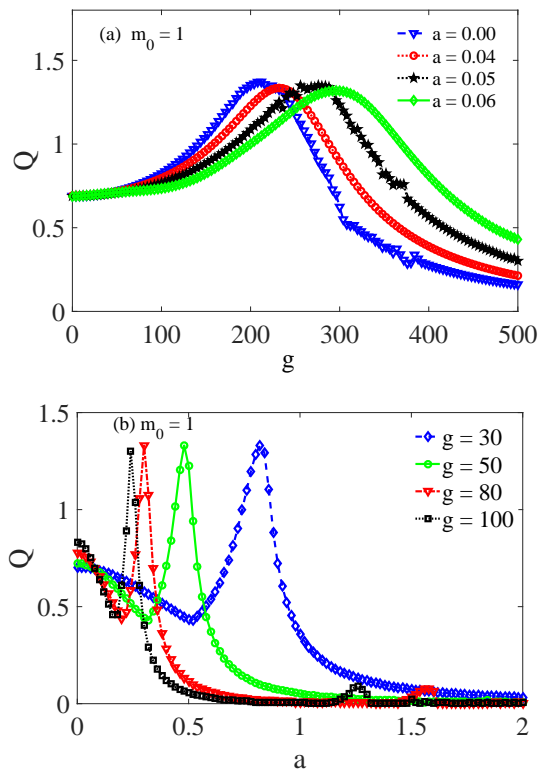 (a) m₀ = 1
a = 0.00
a = 0.04
a = 0.05
a = 0.06
1.5
1
0.5
0
Q
0 100 200 300 400 500
g
(b) m₀ = 1
g = 30
g = 50
g = 80
g = 100
1.5
1
0.5
0
Q
0 0.5 1 1.5 2
a